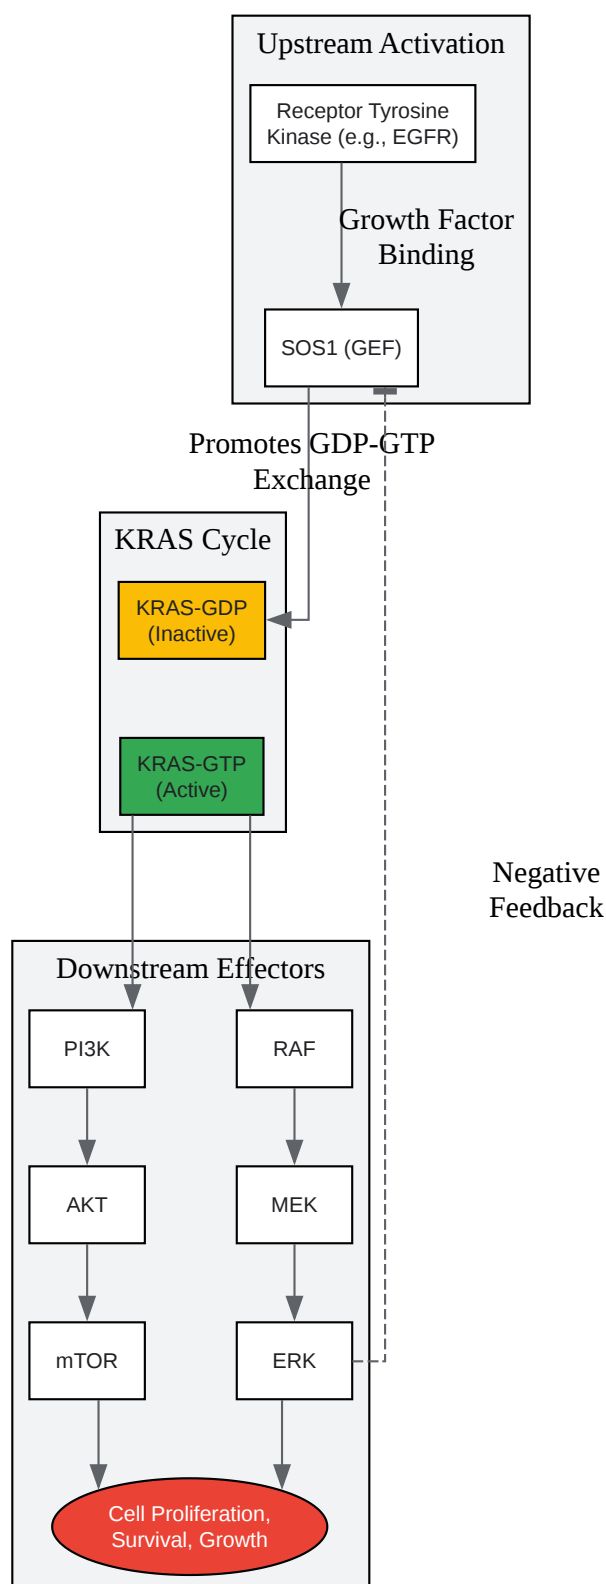 Upstream Activation
Receptor Tyrosine
Kinase (e.g., EGFR)
Growth Factor
Binding
SOS1 (GEF)
Promotes GDP-GTP
Exchange
KRAS Cycle
KRAS-GDP
(Inactive)
KRAS-GTP
(Active)
Negative
Feedback
Downstream Effectors
PI3K
RAF
AKT
MEK
mTOR
ERK
Cell Proliferation,
Survival, Growth